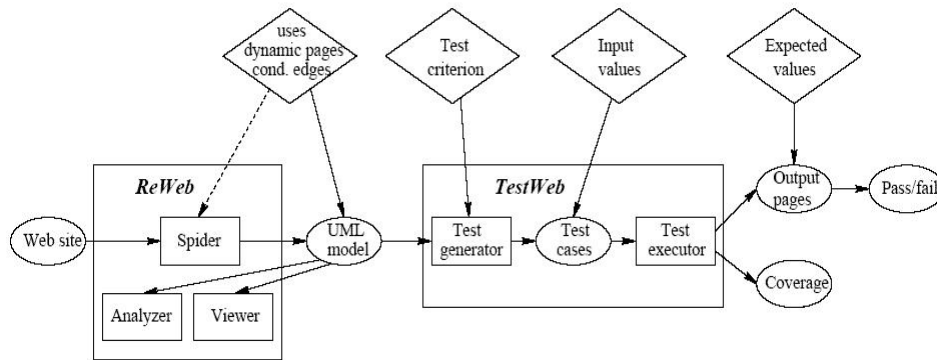 uses
dynamic pages
cond. edges
Test
criterion
Input
values
Expected
values
ReWeb
TestWeb
Web site
Spider
UML
model
Test
generator
Test
cases
Test
executor
Output
pages
Pass/fail
Analyzer
Viewer
Coverage